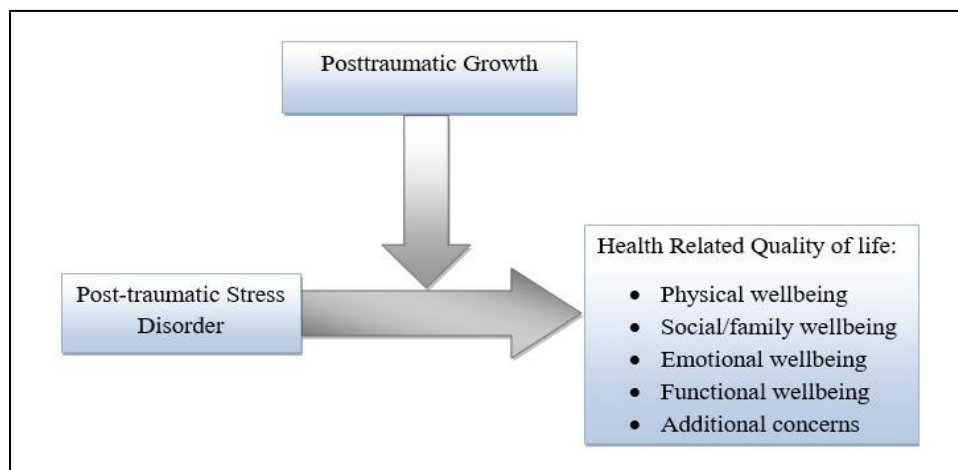 Posttraumatic Growth
Post-traumatic Stress
Disorder
Health Related Quality of life:
• Physical wellbeing
• Social/family wellbeing
• Emotional wellbeing
• Functional wellbeing
• Additional concerns